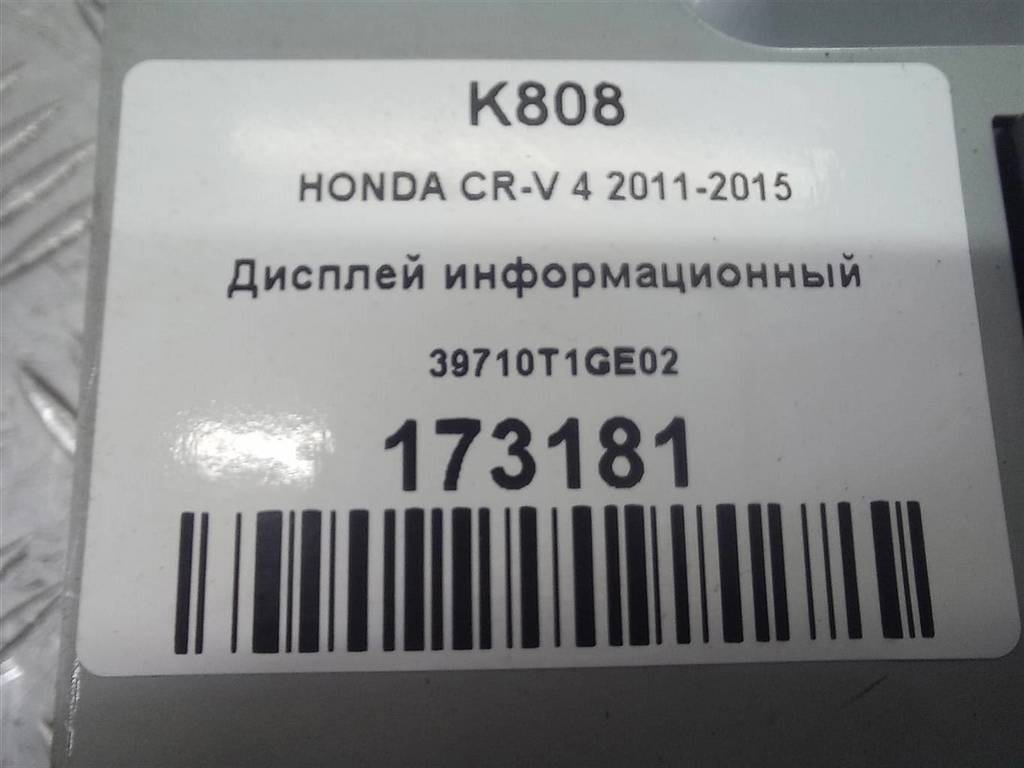 K808
HONDA CR-V 4 2011-2015
Дисплей информационный
39710T1GE02
173181